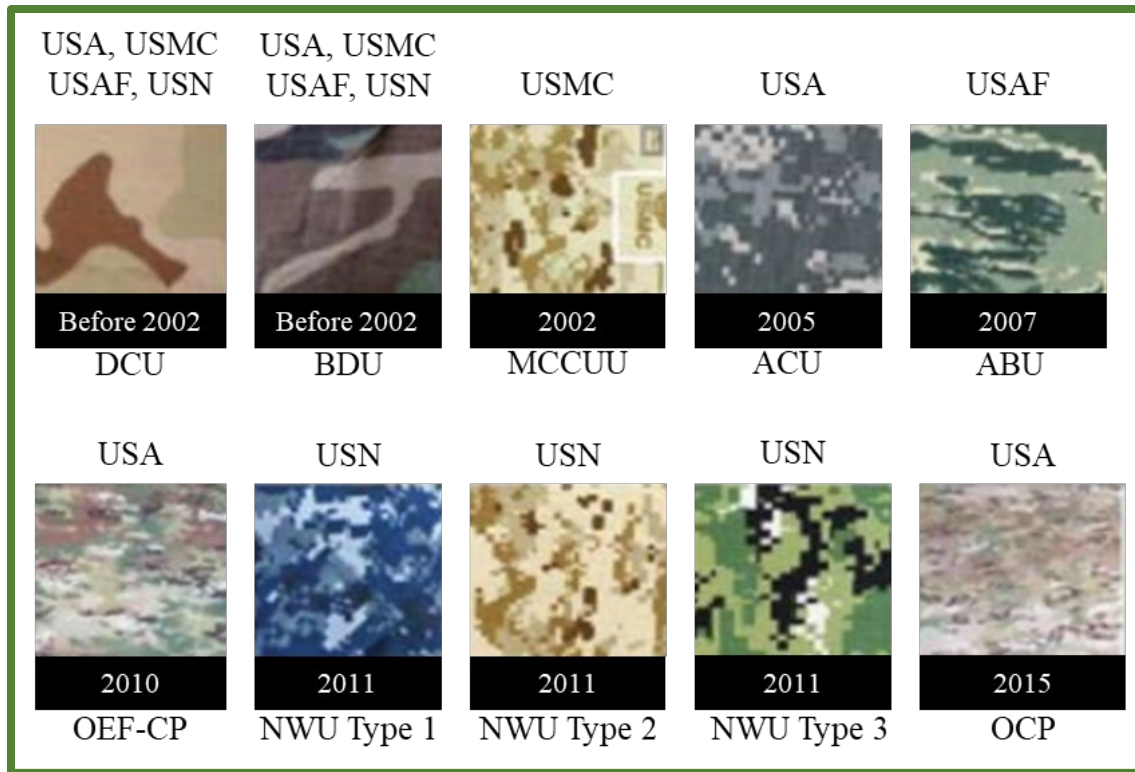 USA, USMC
USAF, USN
USA, USMC
USAF, USN
USMC
USA
USAF
USMC
Before 2002
Before 2002
2002
2005
2007
DCU
BDU
MCCUU
ACU
ABU
USA
USN
USN
USN
USA
2010
2011
2011
2011
2015
OEF-CP
NWU Type 1
NWU Type 2
NWU Type 3
OCP